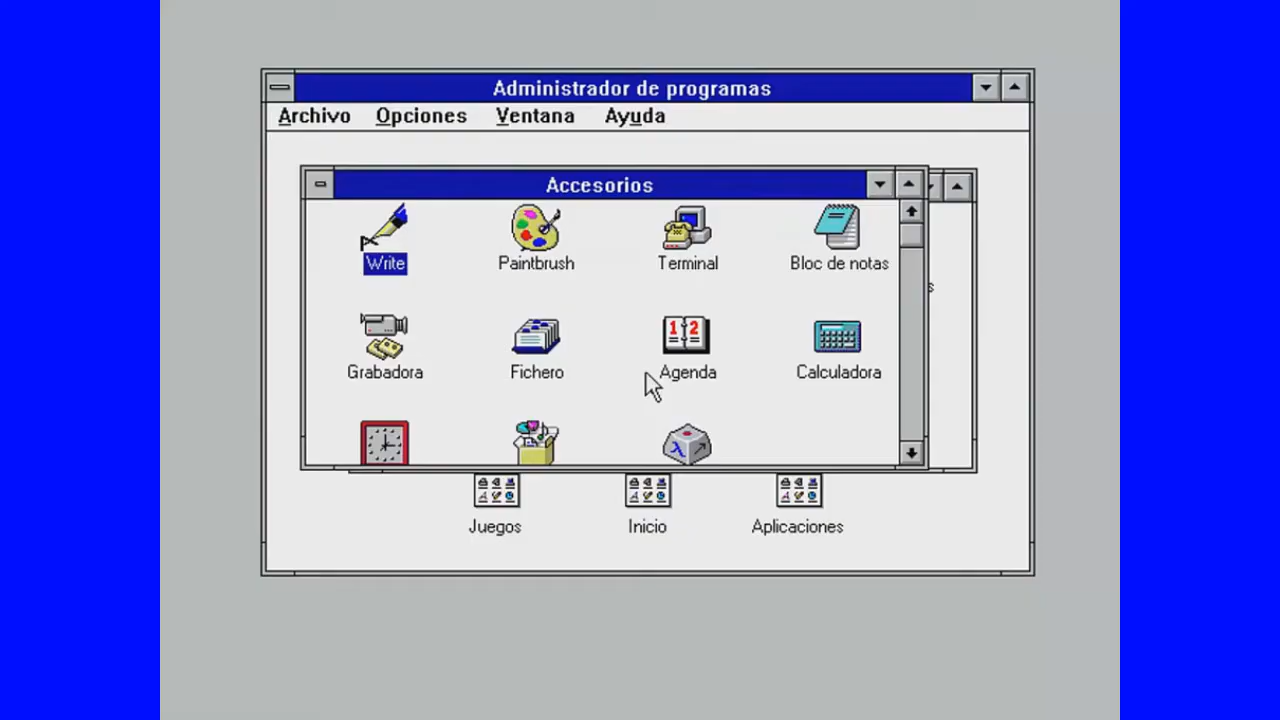 Administrador de programas
Archivo Opciones Ventana Ayuda
Accesorios
Write Paintbrush Terminal Bloc de notas
Grabadora Fichero Agenda Calculadora
Juegos Inicio Aplicaciones